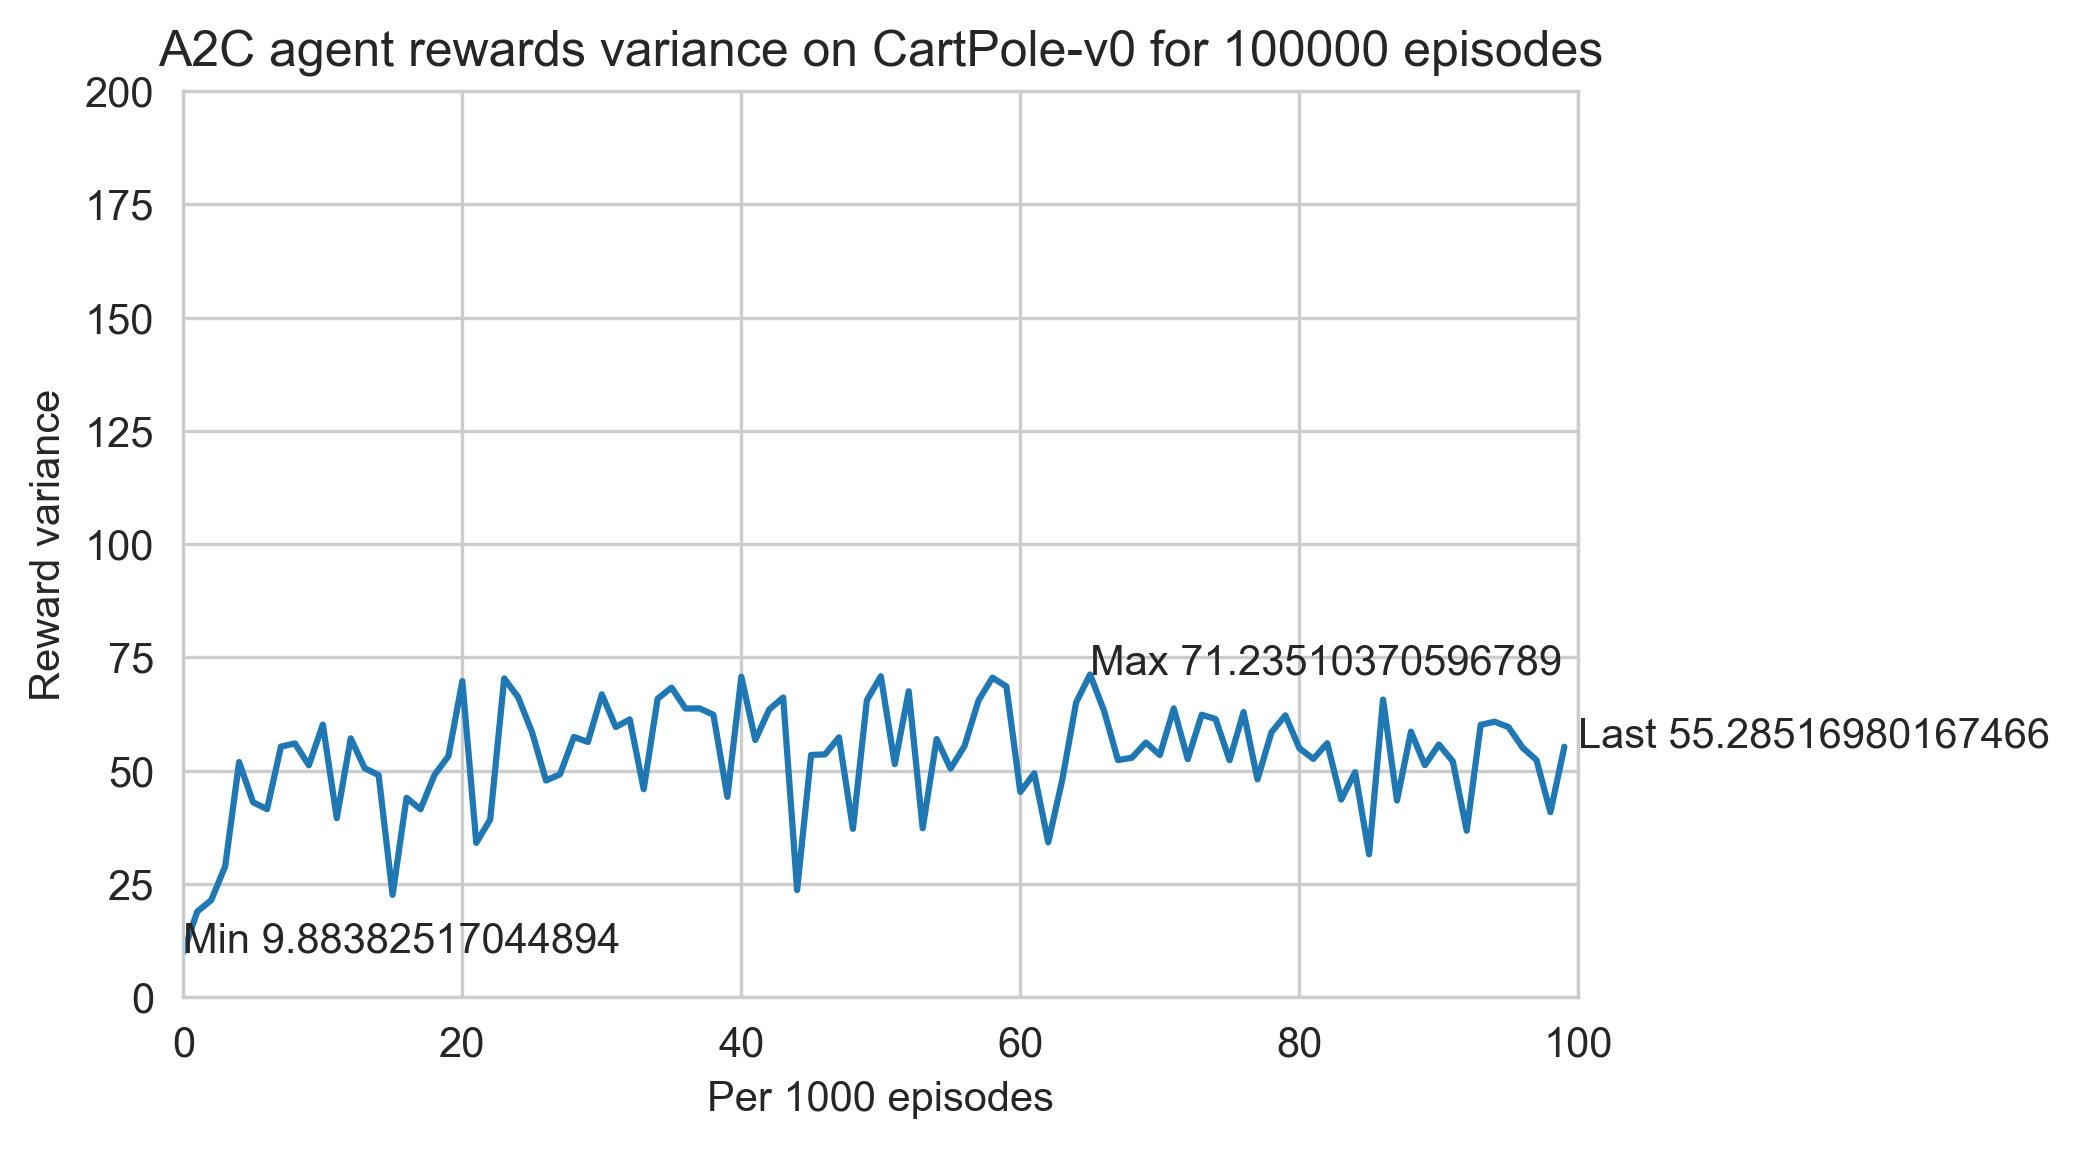 A2C agent rewards variance on CartPole-v0 for 100000 episodes
200
175
150
125
100
75
50
25
0
Reward variance
Max 71.23510370596789
Last 55.28516980167466
Min 9.88382517044894
0 20 40 60 80 100
Per 1000 episodes